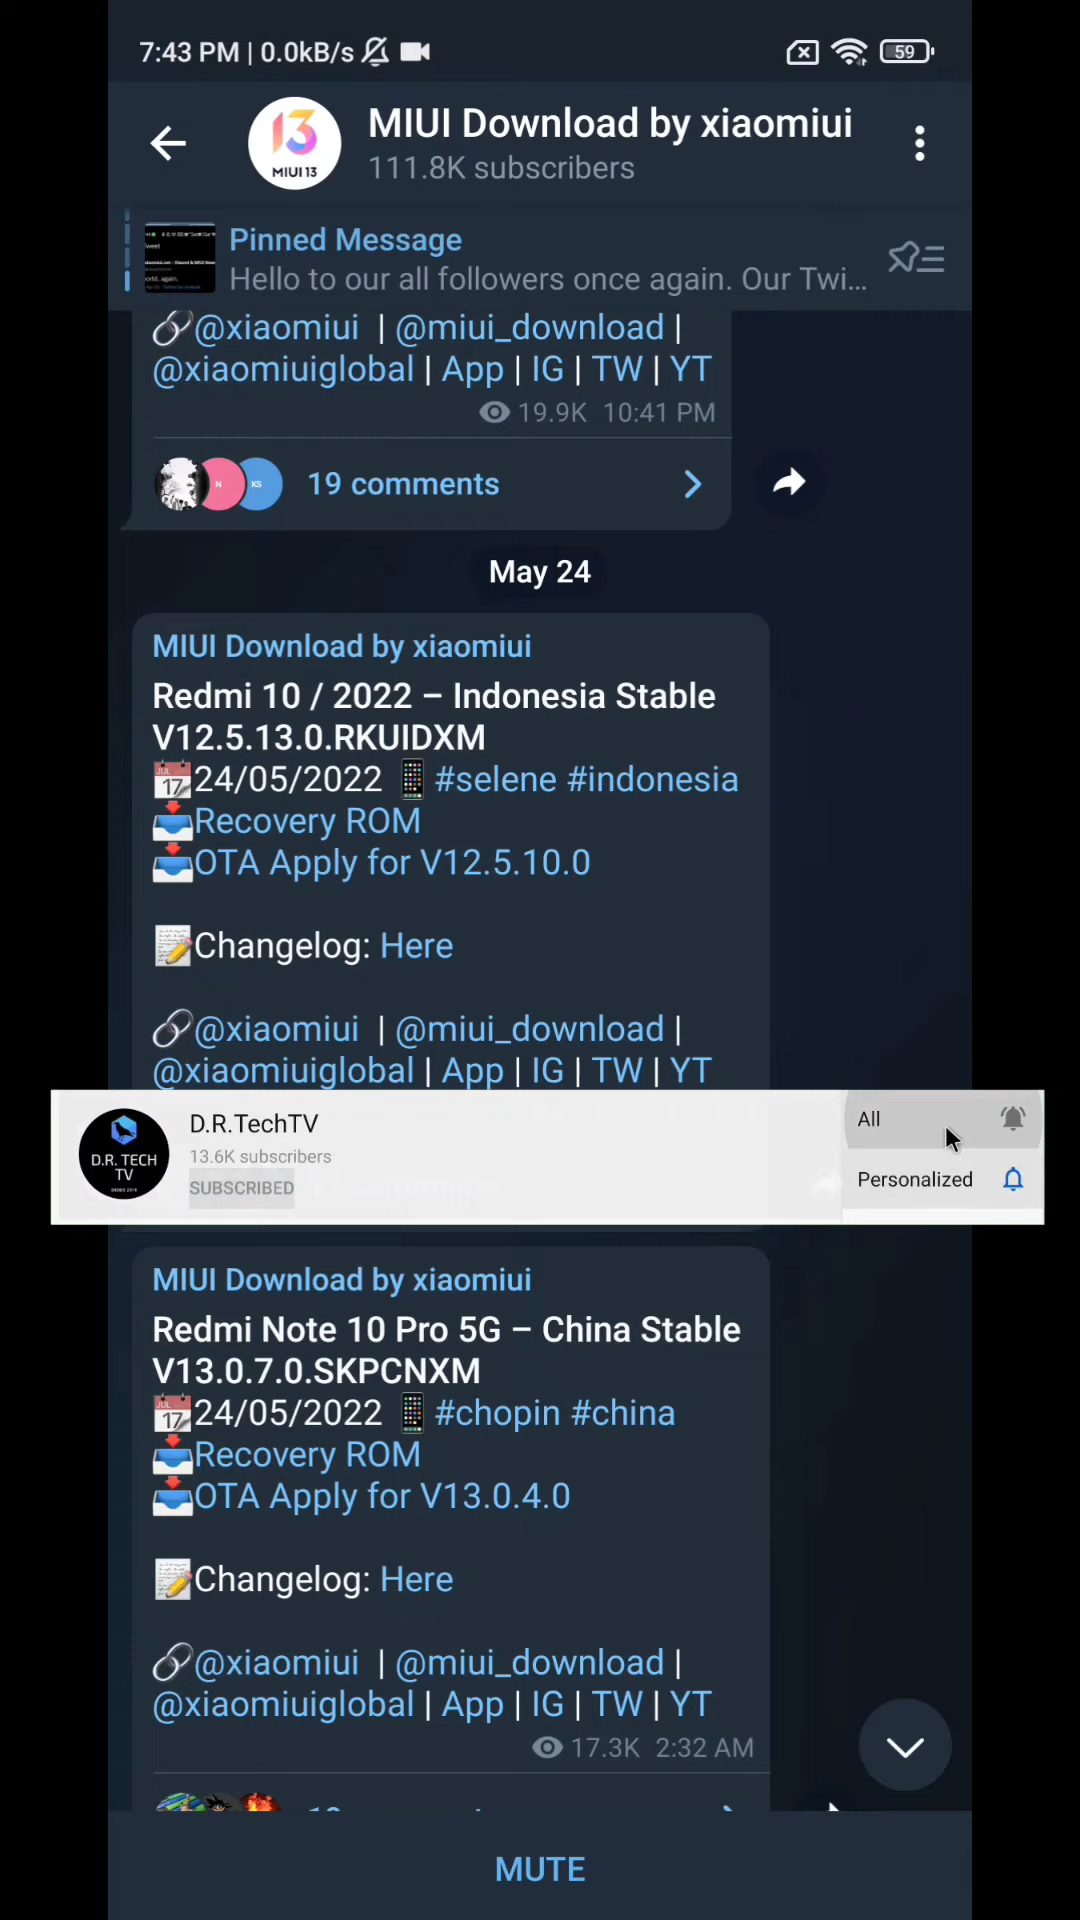 7:43 PM | 0.0kB/s
59
MIUI Download by xiaomiui
111.8K subscribers
13
MIUI 13
Pinned Message
Hello to our all followers once again. Our Twi...
@xiaomiui | @miui_download |
@xiaomiuiglobal | App | IG | TW | YT
19.9K 10:41 PM
N
KS
19 comments
May 24
MIUI Download by xiaomiui
Redmi 10 / 2022 – Indonesia Stable
V12.5.13.0.RKUIDXM
24/05/2022 #selene #indonesia
Recovery ROM
OTA Apply for V12.5.10.0
Changelog: Here
@xiaomiui | @miui_download |
@xiaomiuiglobal | App | IG | TW | YT
D.R. TECH
TV
D.R.TechTV
13.6K subscribers
SUBSCRIBED
All
Personalized
MIUI Download by xiaomiui
Redmi Note 10 Pro 5G – China Stable
V13.0.7.0.SKPCNXM
24/05/2022 #chopin #china
Recovery ROM
OTA Apply for V13.0.4.0
Changelog: Here
@xiaomiui | @miui_download |
@xiaomiuiglobal | App | IG | TW | YT
17.3K 2:32 AM
MUTE